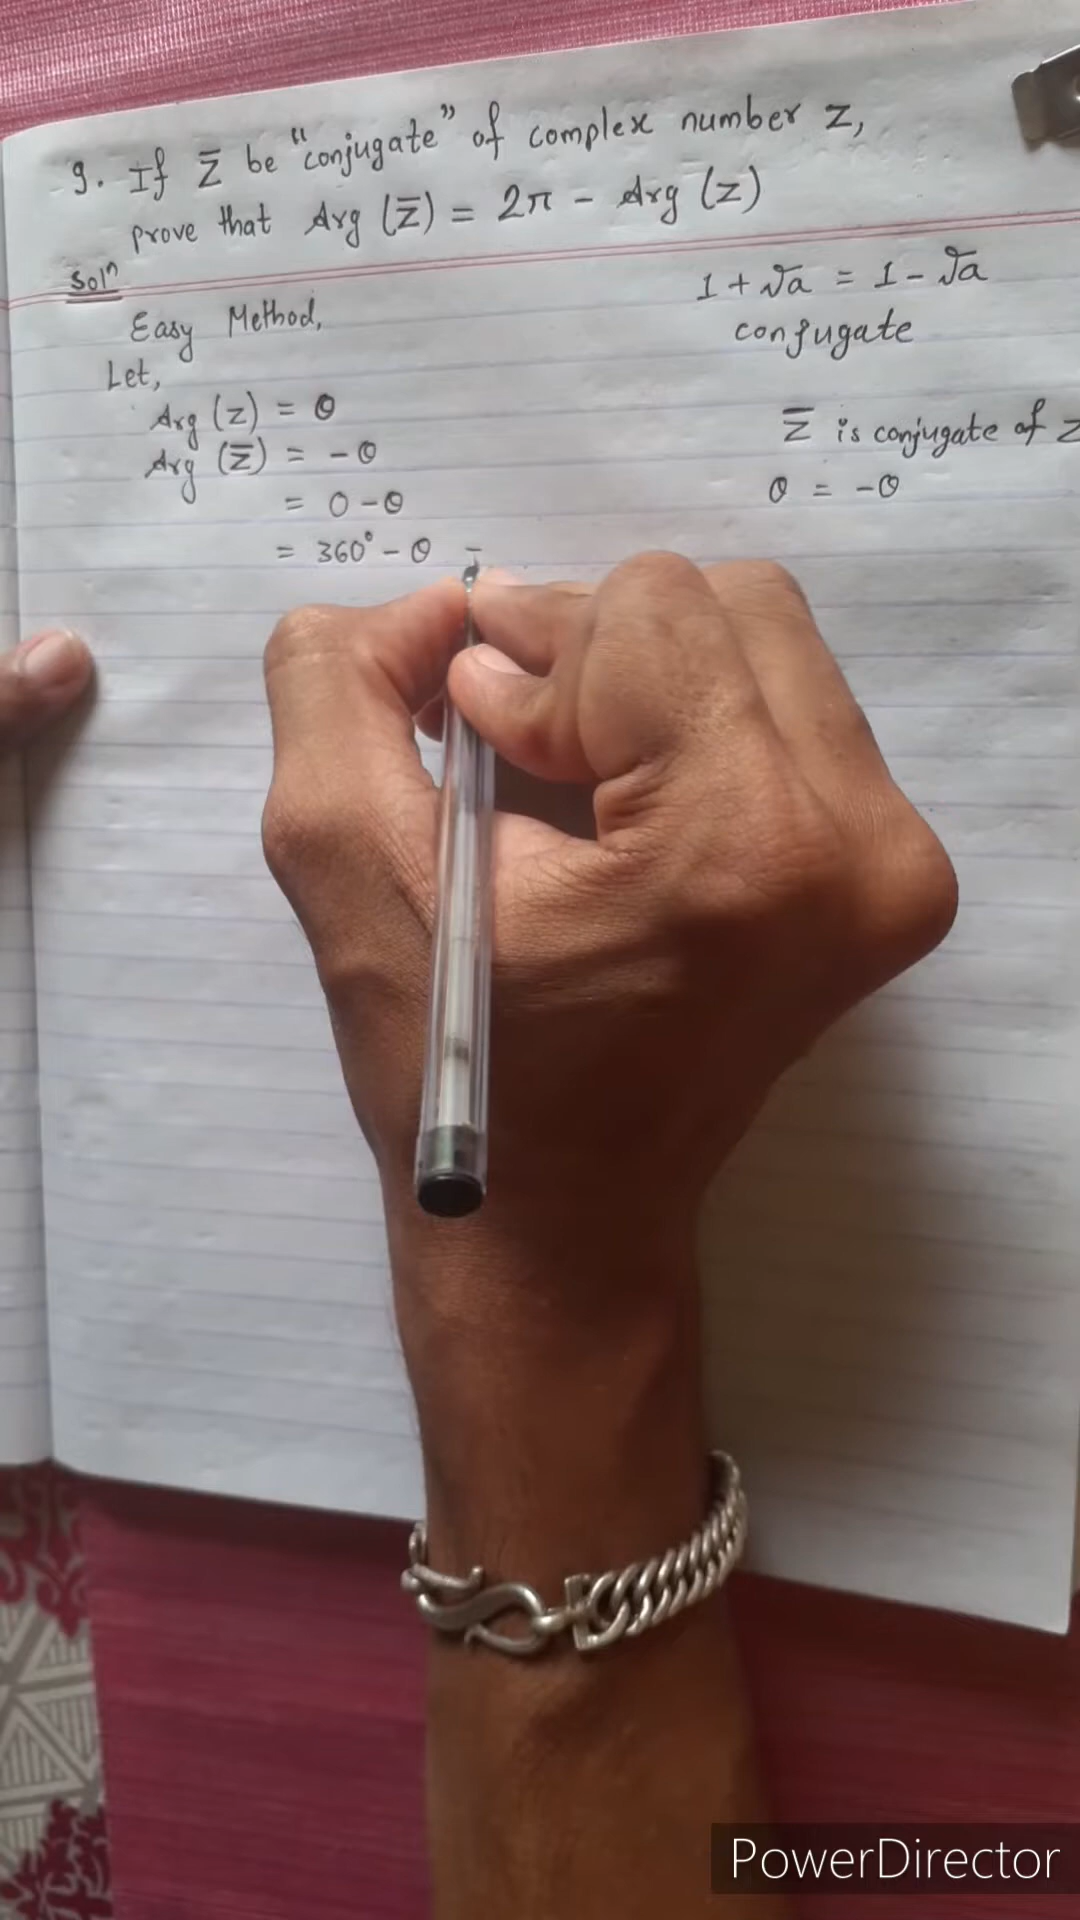 9. If z̅ be "conjugate" of complex number z,
prove that Arg (z̅) = 2π - Arg (z)
Solⁿ
Easy Method,
Let,
Arg (z) = θ
Arg (z̅) = -θ
= 0-θ
= 360° - θ
1+√a = 1-√a
conjugate
z̅ is conjugate of z
θ = -θ
PowerDirector